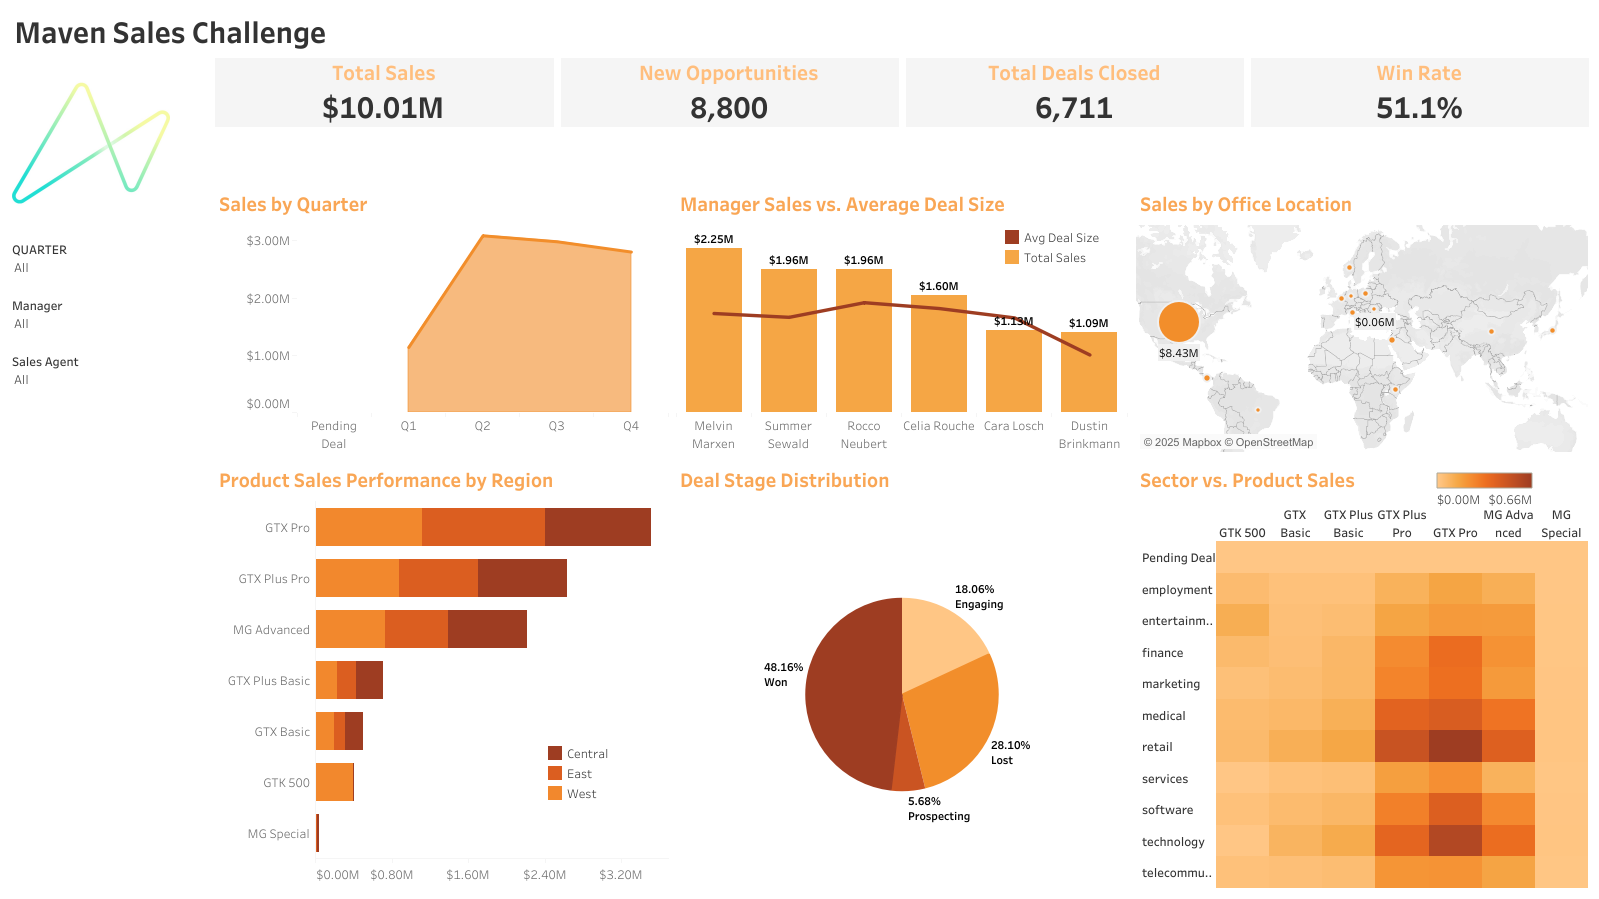 Maven Sales Challenge
Total Sales
$10.01M
New Opportunities
8,800
Total Deals Closed
6,711
Win Rate
51.1%
QUARTER
All
Manager
All
Sales Agent
All
Sales by Quarter
$3.00M
$2.00M
$1.00M
$0.00M
Pending
Deal
Q1
Q2
Q3
Q4
Manager Sales vs. Average Deal Size
Avg Deal Size
Total Sales
$2.25M
$1.96M
$1.96M
$1.60M
$1.13M
$1.09M
Melvin
Marxen
Summer
Sewald
Rocco
Neubert
Celia Rouche
Cara Losch
Dustin
Brinkmann
Sales by Office Location
$8.43M
$0.06M
© 2025 Mapbox © OpenStreetMap
Product Sales Performance by Region
GTX Pro
GTX Plus Pro
MG Advanced
GTX Plus Basic
GTX Basic
GTK 500
MG Special
Central
East
West
$0.00M
$0.80M
$1.60M
$2.40M
$3.20M
Deal Stage Distribution
18.06%
Engaging
48.16%
Won
28.10%
Lost
5.68%
Prospecting
Sector vs. Product Sales
$0.00M
$0.66M
GTK 500
GTX
Basic
GTX Plus
Basic
GTX Plus
Pro
GTX Pro
MG Adva
nced
MG
Special
Pending Deal
employment
entertainm..
finance
marketing
medical
retail
services
software
technology
telecommu..